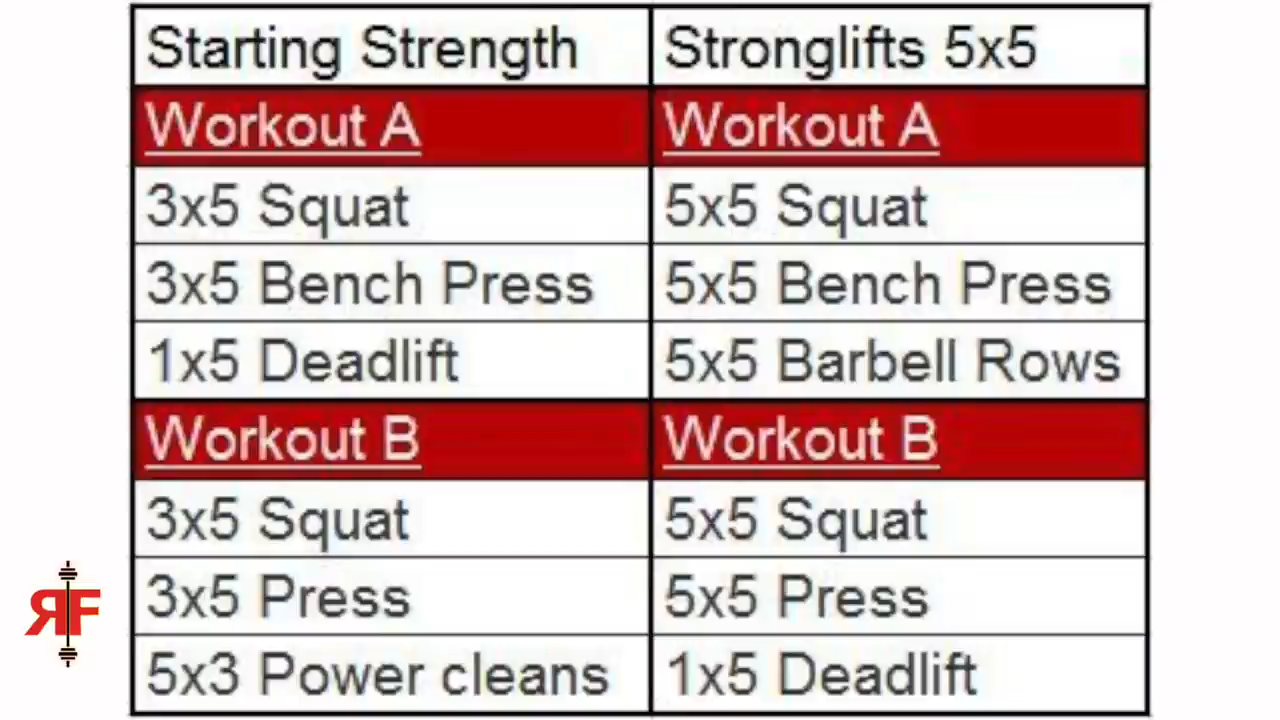 Starting Strength Stronglifts 5x5
Workout A Workout A
3x5 Squat 5x5 Squat
3x5 Bench Press 5x5 Bench Press
1x5 Deadlift 5x5 Barbell Rows
Workout B Workout B
3x5 Squat 5x5 Squat
3x5 Press 5x5 Press
5x3 Power cleans 1x5 Deadlift
RF